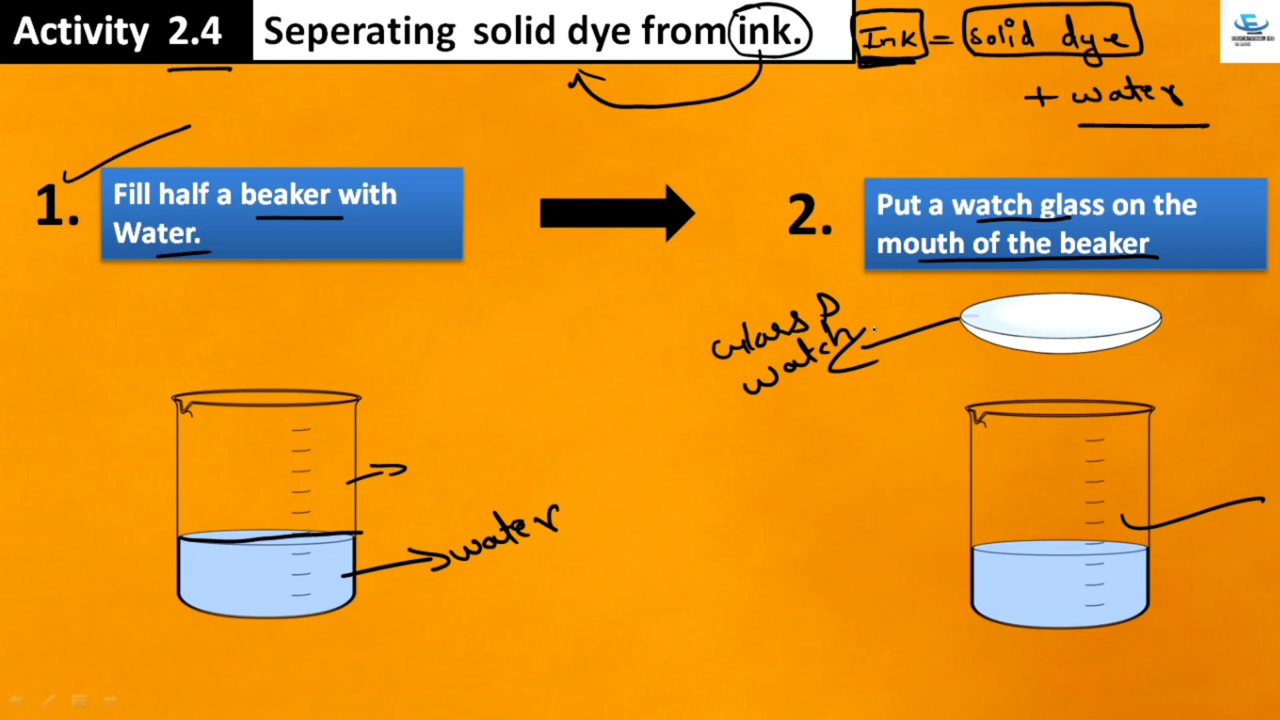 Activity 2.4
Seperating solid dye from ink.
Ink = solid dye
+ water
1.
Fill half a beaker with
Water.
2.
Put a watch glass on the
mouth of the beaker
glass
watch
water